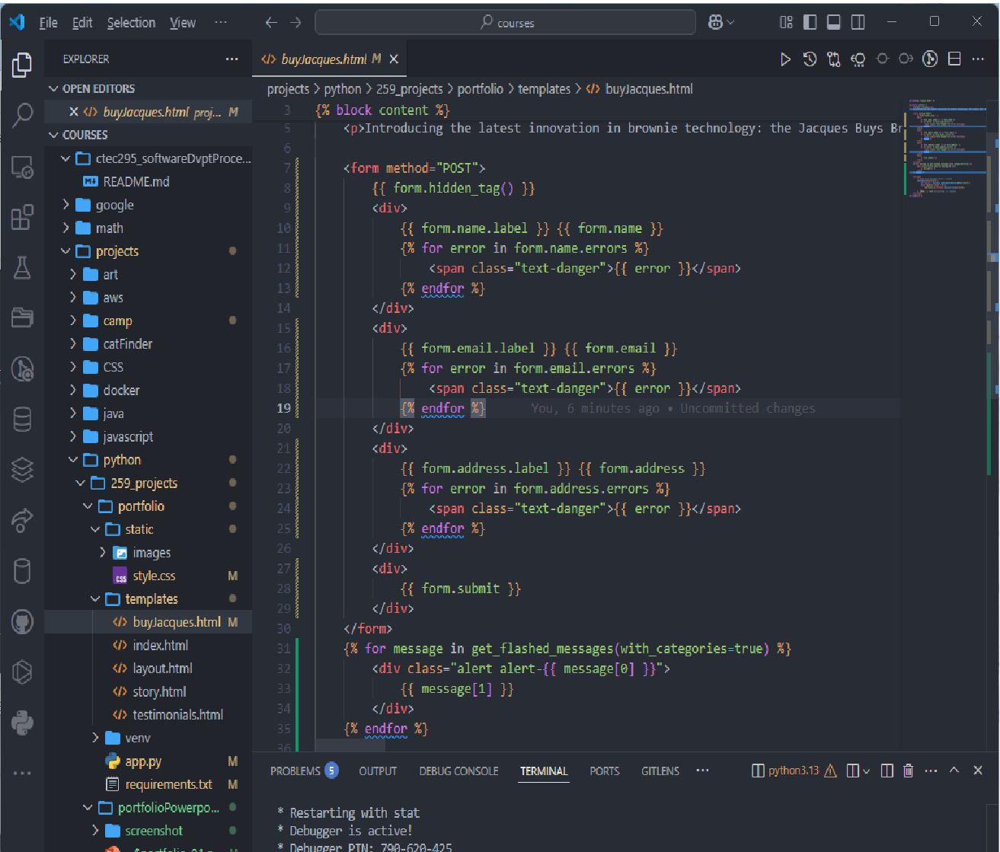 File Edit Selection View ··· courses
EXPLORER ···
OPEN EDITORS
buyJacques.html proj... M
COURSES
ctec295_softwareDvptProce...
README.md
google
math
projects
art
aws
camp
catFinder
CSS
docker
java
javascript
python
259_projects
portfolio
static
images
style.css M
templates
buyJacques.html M
index.html
layout.html
story.html
testimonials.html
venv
app.py M
requirements.txt M
portfolioPowerpo...
screenshot
buyJacques.html M
projects > python > 259_projects > portfolio > templates > buyJacques.html
3 {% block content %}
5 <p>Introducing the latest innovation in brownie technology: the Jacques Buys Br
6
7 <form method="POST">
8 {{ form.hidden_tag() }}
9 <div>
10 {{ form.name.label }} {{ form.name }}
11 {% for error in form.name.errors %}
12 <span class="text-danger">{{ error }}</span>
13 {% endfor %}
14 </div>
15 <div>
16 {{ form.email.label }} {{ form.email }}
17 {% for error in form.email.errors %}
18 <span class="text-danger">{{ error }}</span>
19 {% endfor %} You, 6 minutes ago • Uncommitted changes
20 </div>
21 <div>
22 {{ form.address.label }} {{ form.address }}
23 {% for error in form.address.errors %}
24 <span class="text-danger">{{ error }}</span>
25 {% endfor %}
26 </div>
27 <div>
28 {{ form.submit }}
29 </div>
30 </form>
31 {% for message in get_flashed_messages(with_categories=true) %}
32 <div class="alert alert-{{ message[0] }}">
33 {{ message[1] }}
34 </div>
35 {% endfor %}
36
PROBLEMS 5 OUTPUT DEBUG CONSOLE TERMINAL PORTS GITLENS ··· python3.13
* Restarting with stat
* Debugger is active!
* Debugger PIN: 790-620-425